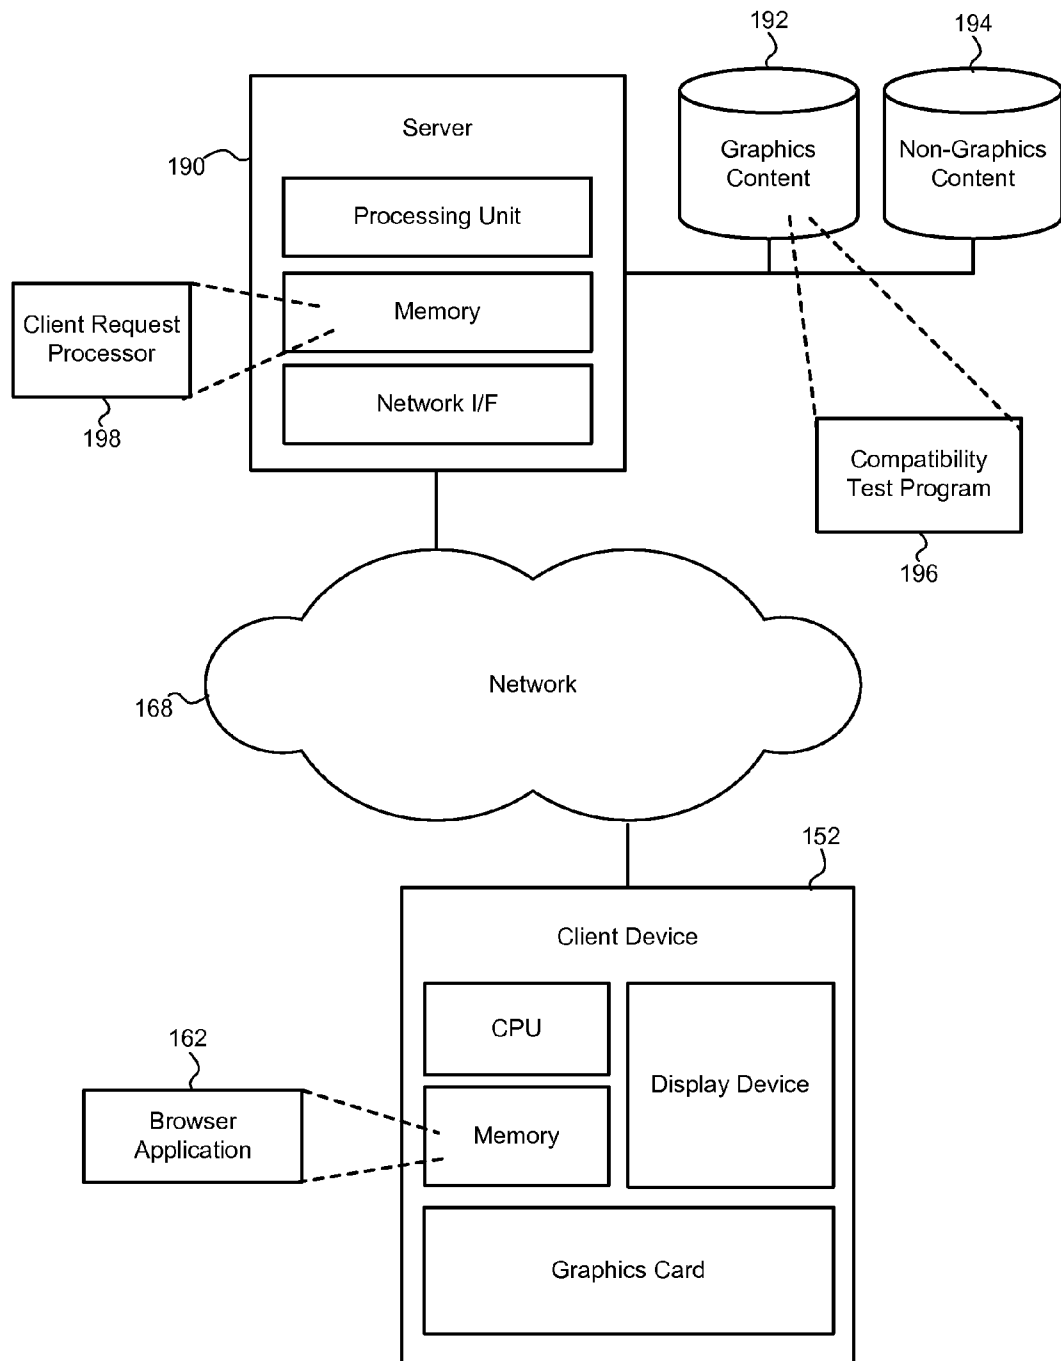 192
194
Server
190
Graphics
Content
Non-Graphics
Content
Processing Unit
Memory
Client Request
Processor
198
Network I/F
Compatibility
Test Program
196
Network
168
152
Client Device
CPU
Display Device
162
Browser
Application
Memory
Graphics Card